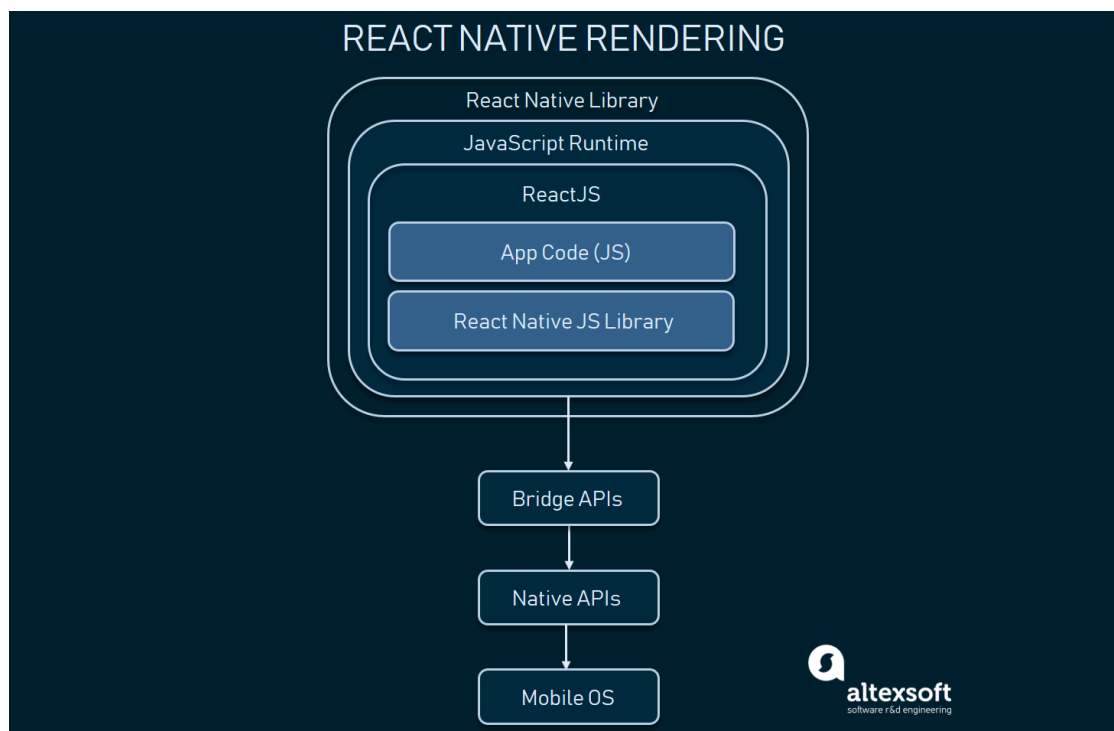 REACT NATIVE RENDERING
React Native Library
JavaScript Runtime
ReactJS
App Code (JS)
React Native JS Library
Bridge APIs
Native APIs
Mobile OS
altexsoft
software r&d engineering